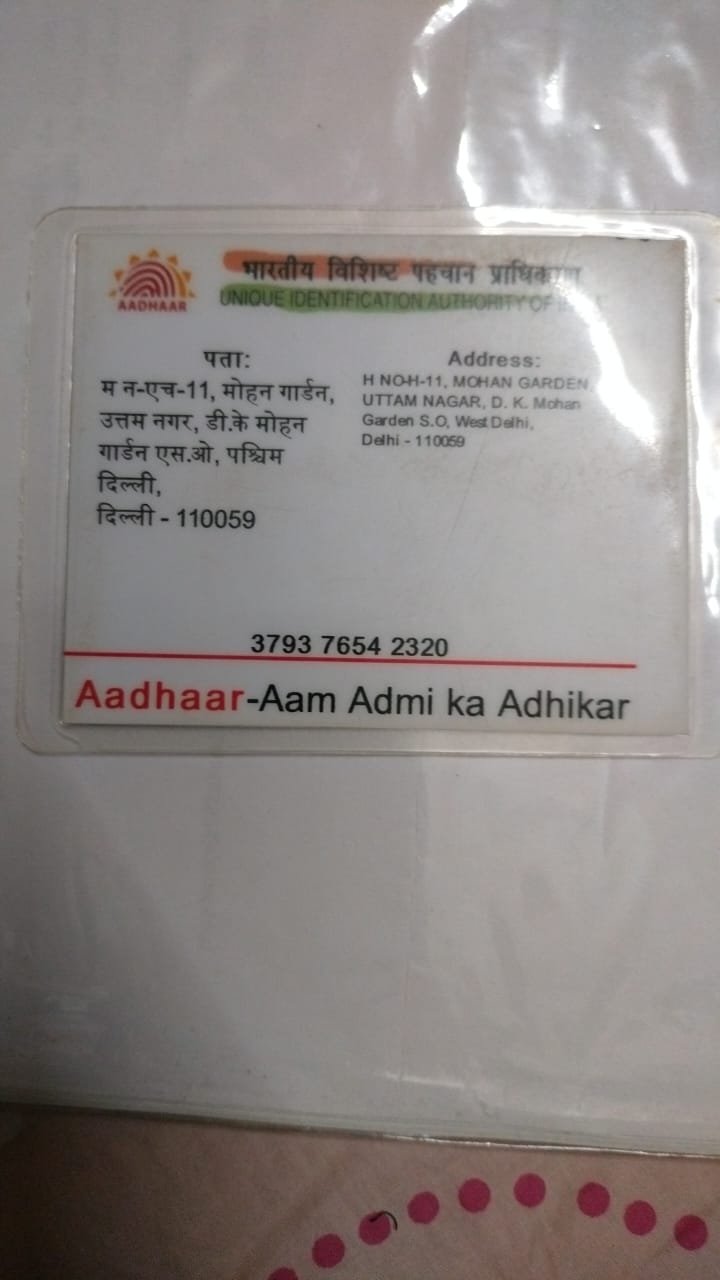 AADHAAR
भारतीय विशिष्ट पहचान प्राधिकरण
UNIQUE IDENTIFICATION AUTHORITY OF
पता:
म न-एच-11, मोहन गार्डन,
उत्तम नगर, डी.के मोहन
गार्डन एस.ओ, पश्चिम
दिल्ली,
दिल्ली - 110059
Address:
H NO-H-11, MOHAN GARDEN,
UTTAM NAGAR, D. K. Mohan
Garden S.O, West Delhi,
Delhi - 110059
3793 7654 2320
Aadhaar-Aam Admi ka Adhikar